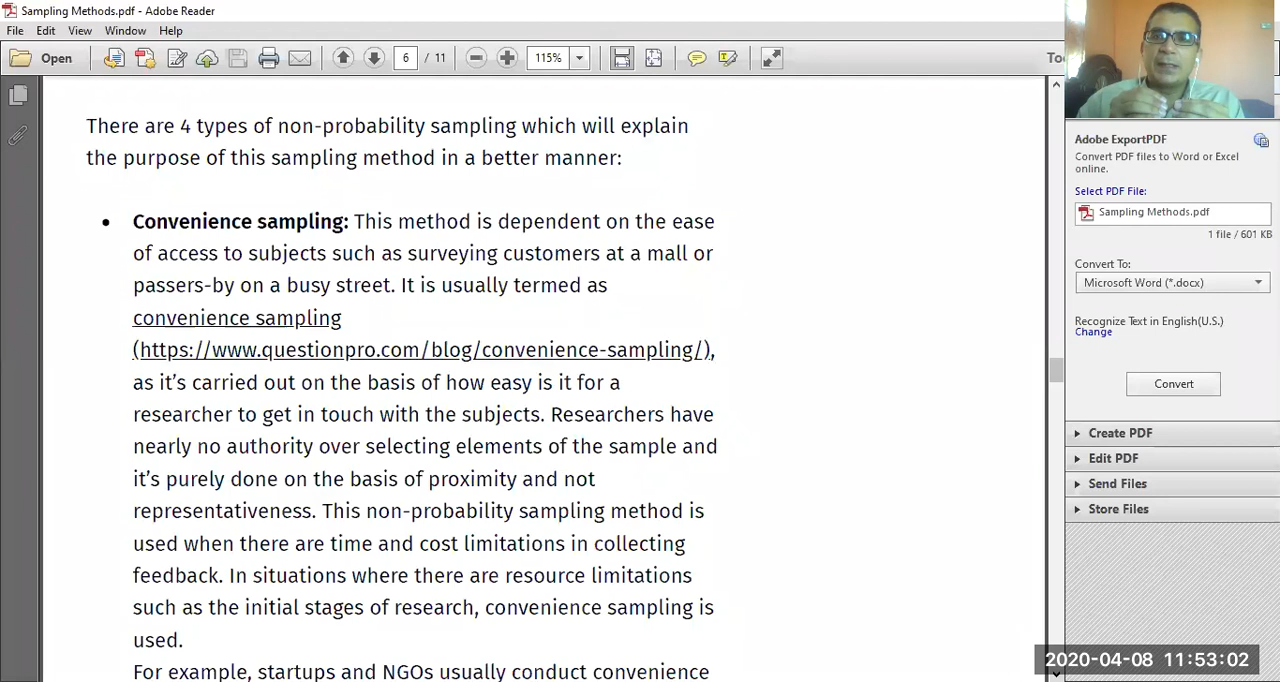 Sampling Methods.pdf - Adobe Reader
File Edit View Window Help
Open 6 / 11 115%
There are 4 types of non-probability sampling which will explain
the purpose of this sampling method in a better manner:
• Convenience sampling: This method is dependent on the ease
of access to subjects such as surveying customers at a mall or
passers-by on a busy street. It is usually termed as
convenience sampling
(https://www.questionpro.com/blog/convenience-sampling/),
as it’s carried out on the basis of how easy is it for a
researcher to get in touch with the subjects. Researchers have
nearly no authority over selecting elements of the sample and
it’s purely done on the basis of proximity and not
representativeness. This non-probability sampling method is
used when there are time and cost limitations in collecting
feedback. In situations where there are resource limitations
such as the initial stages of research, convenience sampling is
used.
For example, startups and NGOs usually conduct convenience
Adobe ExportPDF
Convert PDF files to Word or Excel
online.
Select PDF File:
Sampling Methods.pdf
1 file / 601 KB
Convert To:
Microsoft Word (*.docx)
Recognize Text in English(U.S.)
Change
Convert
Create PDF
Edit PDF
Send Files
Store Files
2020-04-08 11:53:02